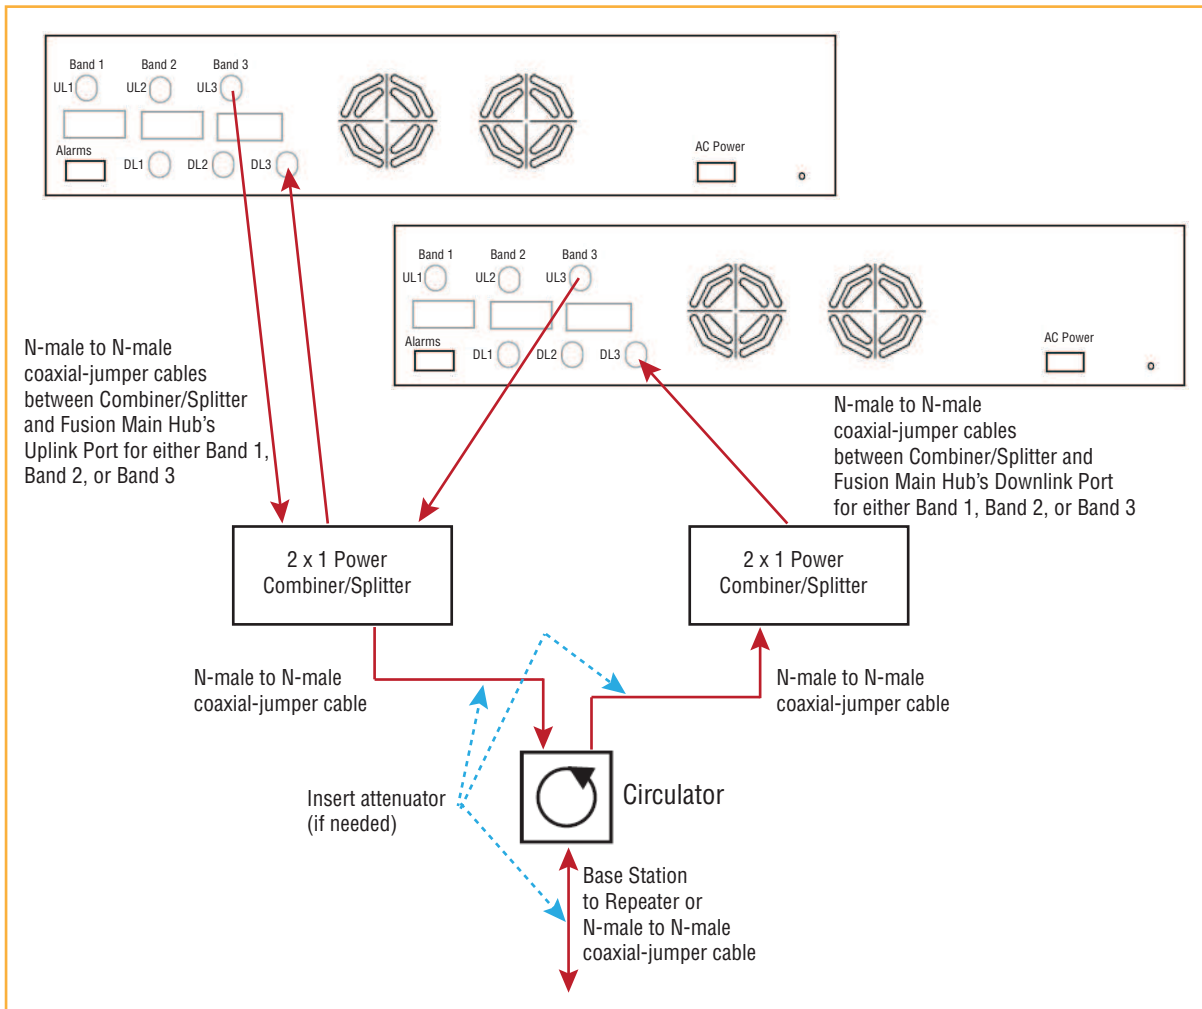 Band 1 Band 2 Band 3
UL1 UL2 UL3
Alarms
DL1 DL2 DL3
AC Power
Band 1 Band 2 Band 3
UL1 UL2 UL3
Alarms
DL1 DL2 DL3
AC Power
N-male to N-male
coaxial-jumper cables
between Combiner/Splitter
and Fusion Main Hub's
Uplink Port for either Band 1,
Band 2, or Band 3
N-male to N-male
coaxial-jumper cables
between Combiner/Splitter and
Fusion Main Hub's Downlink Port
for either Band 1, Band 2, or Band 3
2 x 1 Power
Combiner/Splitter
2 x 1 Power
Combiner/Splitter
N-male to N-male
coaxial-jumper cable
N-male to N-male
coaxial-jumper cable
Insert attenuator
(if needed)
Circulator
Base Station
to Repeater or
N-male to N-male
coaxial-jumper cable